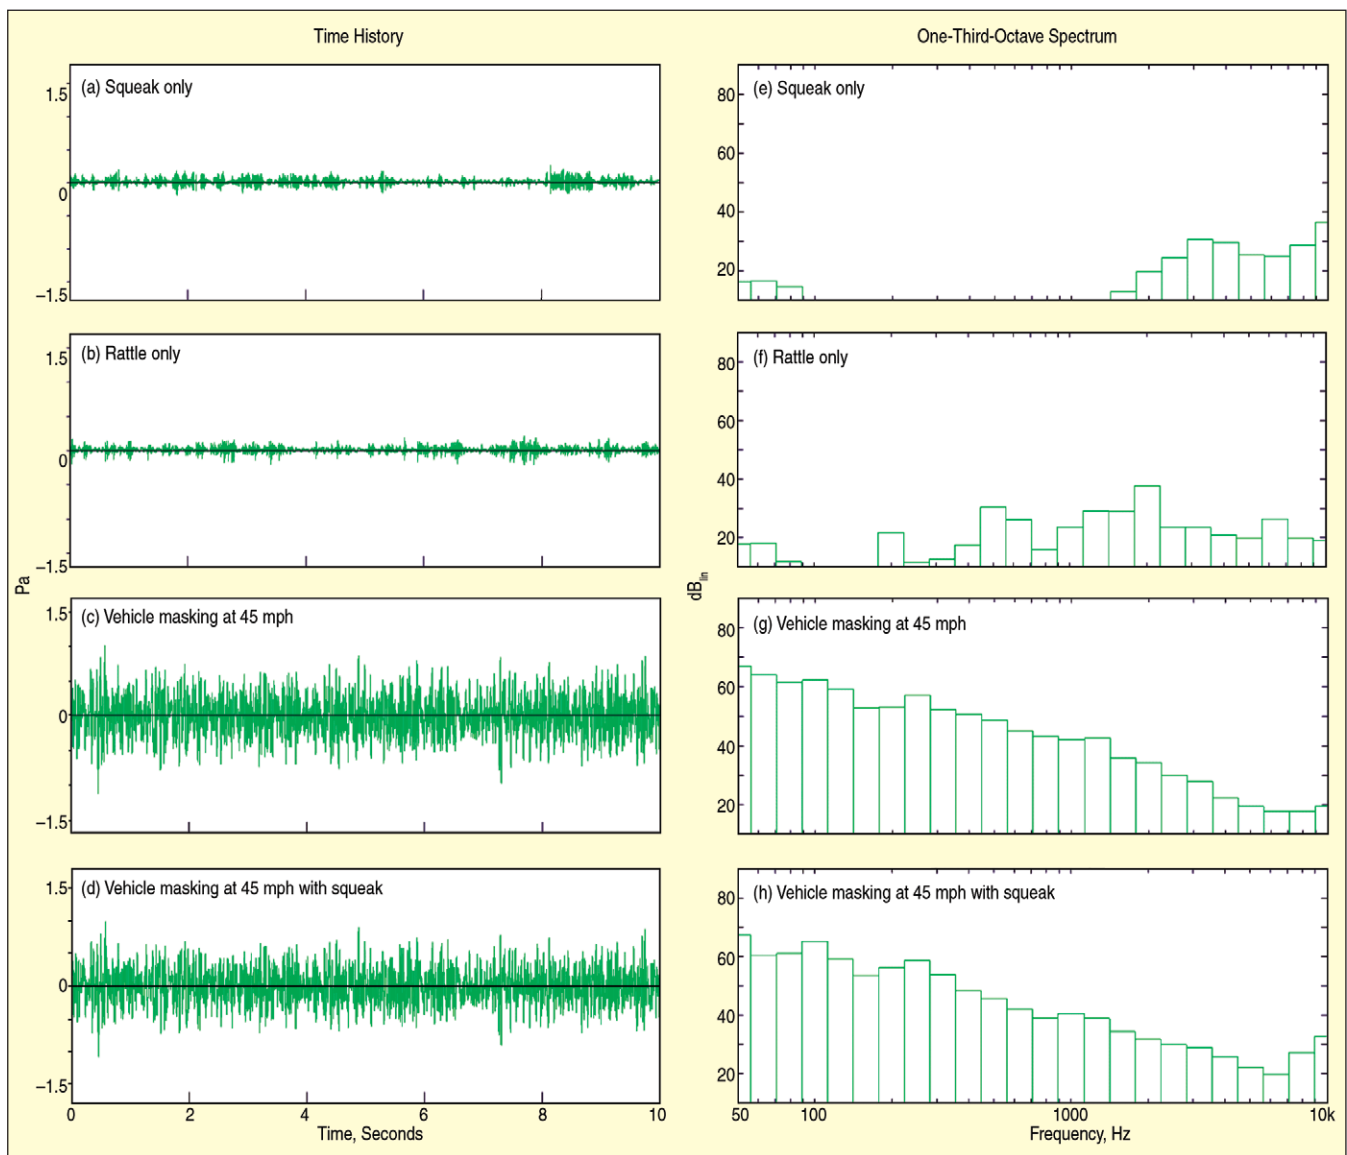 Time History
One-Third-Octave Spectrum
(a) Squeak only
1.5
0
−1.5
(e) Squeak only
80
60
40
20
(b) Rattle only
1.5
0
−1.5
(f) Rattle only
80
60
40
20
Pa
dBlin
(c) Vehicle masking at 45 mph
1.5
0
−1.5
(g) Vehicle masking at 45 mph
80
60
40
20
(d) Vehicle masking at 45 mph with squeak
1.5
0
−1.5
0 2 4 6 8 10
Time, Seconds
(h) Vehicle masking at 45 mph with squeak
80
60
40
20
50 100 1000 10k
Frequency, Hz